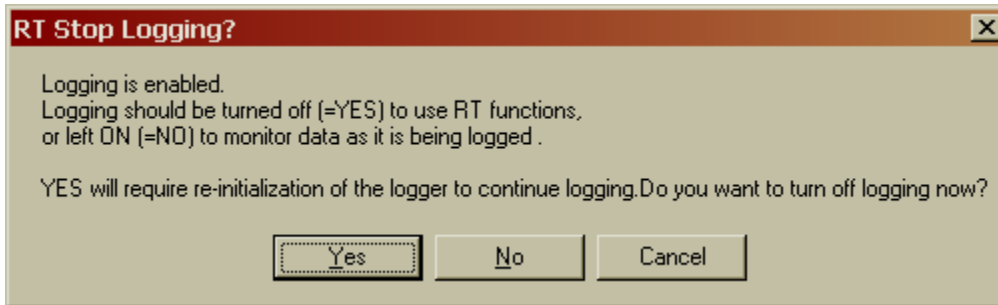 RT Stop Logging?
Logging is enabled.
Logging should be turned off (=YES) to use RT functions,
or left ON (=NO) to monitor data as it is being logged .
YES will require re-initialization of the logger to continue logging.Do you want to turn off logging now?
Yes No Cancel